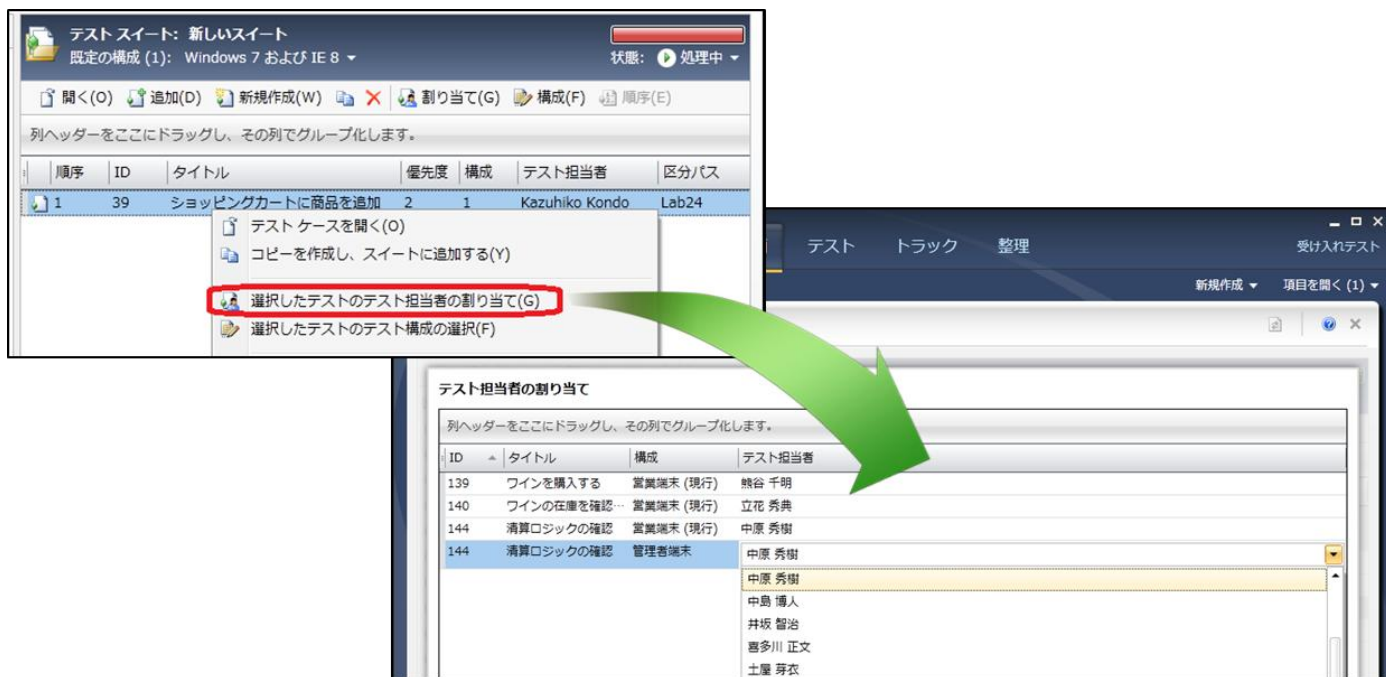 テスト スイート: 新しいスイート
既定の構成 (1): Windows 7 および IE 8
状態: 処理中
開く(O) 追加(D) 新規作成(W) 割り当て(G) 構成(F) 順序(E)
列ヘッダーをここにドラッグし、その列でグループ化します。
順序 ID タイトル 優先度 構成 テスト担当者 区分パス
1 39 ショッピングカートに商品を追加 2 1 Kazuhiko Kondo Lab24
テスト ケースを開く(O)
コピーを作成し、スイートに追加する(Y)
選択したテストのテスト担当者の割り当て(G)
選択したテストのテスト構成の選択(F)
テスト トラック 整理 受け入れテスト
新規作成 項目を開く (1)
テスト担当者の割り当て
列ヘッダーをここにドラッグし、その列でグループ化します。
ID タイトル 構成 テスト担当者
139 ワインを購入する 営業端末 (現行) 熊谷 千明
140 ワインの在庫を確認… 営業端末 (現行) 立花 秀典
144 清算ロジックの確認 営業端末 (現行) 中原 秀樹
144 清算ロジックの確認 管理者端末 中原 秀樹
中原 秀樹
中島 博人
井坂 智治
喜多川 正文
土屋 芽衣